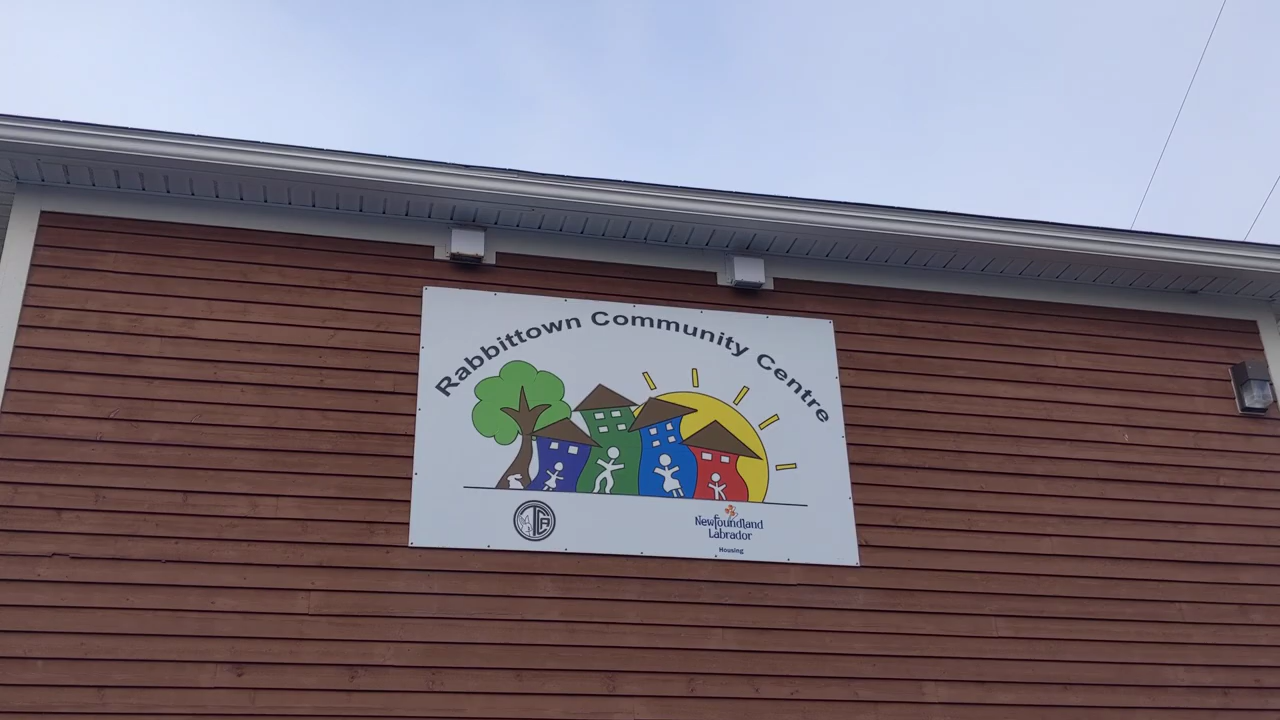 Rabbittown Community Centre
Newfoundland
Labrador
Housing